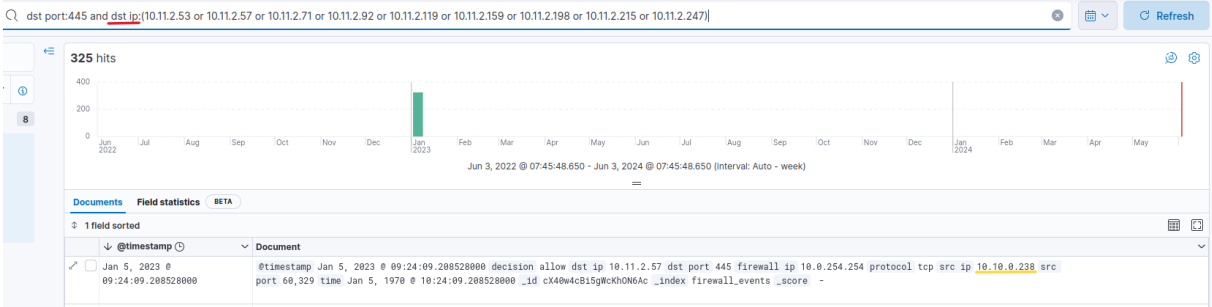 dst port:445 and dst ip:(10.11.2.53 or 10.11.2.57 or 10.11.2.71 or 10.11.2.92 or 10.11.2.119 or 10.11.2.159 or 10.11.2.198 or 10.11.2.215 or 10.11.2.247)
Refresh
325 hits
8
400
200
0
Jun Jul Aug Sep Oct Nov Dec Jan Feb Mar Apr May Jun Jul Aug Sep Oct Nov Dec Jan Feb Mar Apr May
2022 2023 2024
Jun 3, 2022 @ 07:45:48.650 - Jun 3, 2024 @ 07:45:48.650 (interval: Auto - week)
Documents Field statistics BETA
1 field sorted
@timestamp Document
Jan 5, 2023 @ @timestamp Jan 5, 2023 @ 09:24:09.208528000 decision allow dst ip 10.11.2.57 dst port 445 firewall ip 10.0.254.254 protocol tcp src ip 10.10.0.238 src
09:24:09.208528000 port 60,329 time Jan 5, 1970 @ 10:24:09.208528000 _id cX40w4cBi5gWcKhON6Ac _index firewall_events _score -